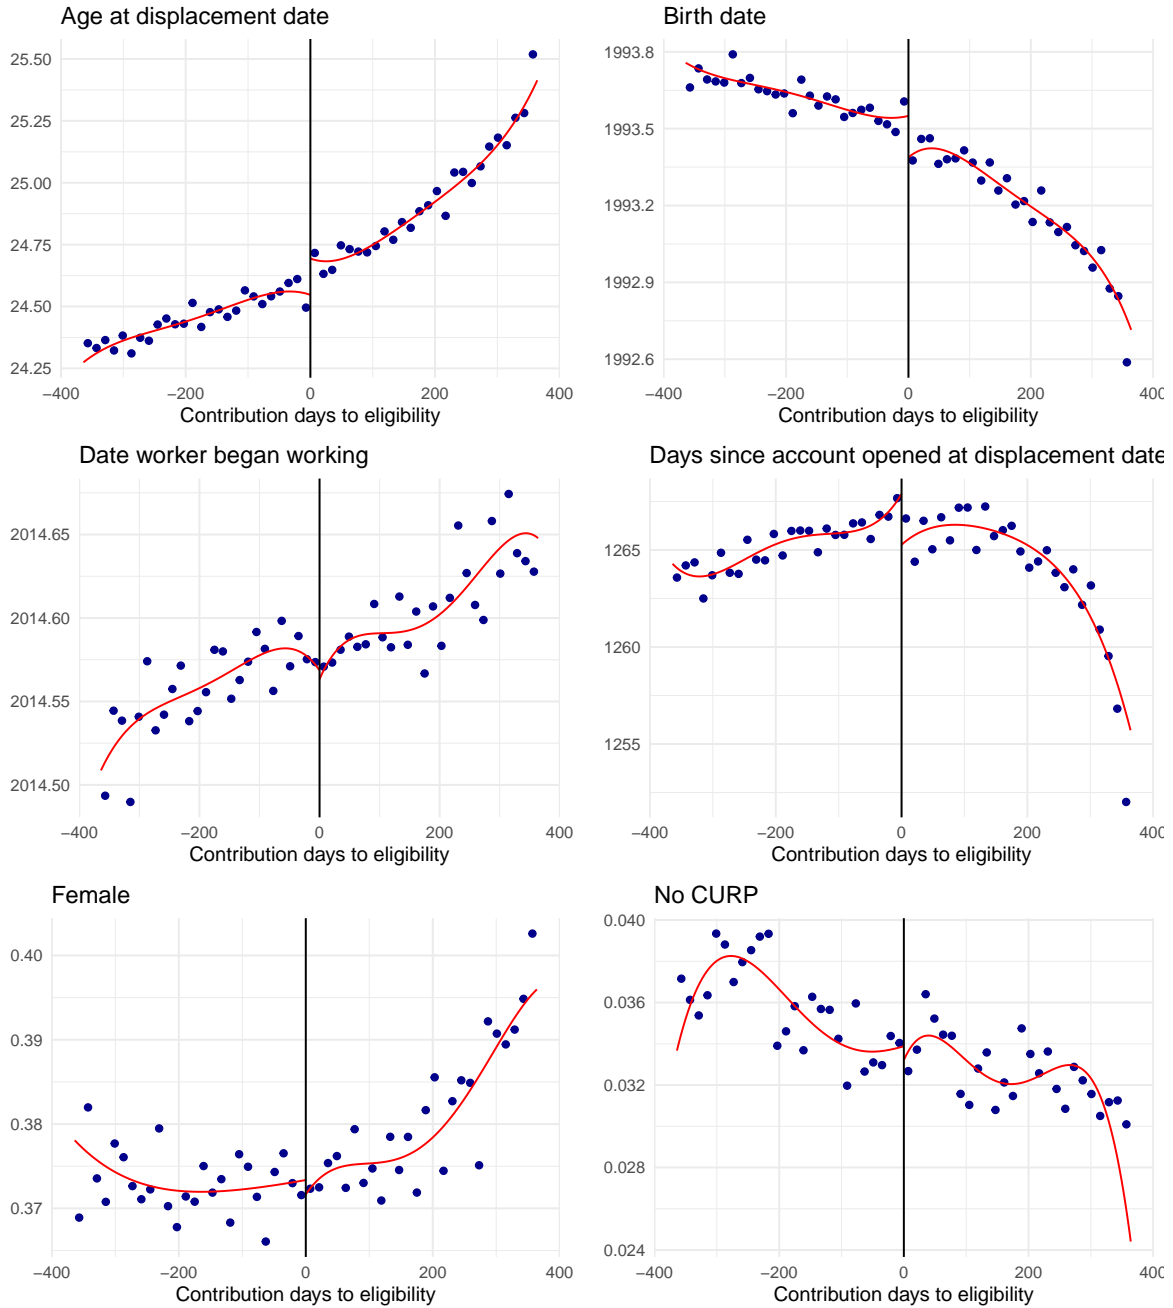 Age at displacement date
25.50
25.25
25.00
24.75
24.50
24.25
−400 −200 0 200 400
Contribution days to eligibility
Birth date
1993.8
1993.5
1993.2
1992.9
1992.6
−400 −200 0 200 400
Contribution days to eligibility
Date worker began working
2014.65
2014.60
2014.55
2014.50
−400 −200 0 200 400
Contribution days to eligibility
Days since account opened at displacement date
1265
1260
1255
−400 −200 0 200 400
Contribution days to eligibility
Female
0.40
0.39
0.38
0.37
−400 −200 0 200 400
Contribution days to eligibility
No CURP
0.040
0.036
0.032
0.028
0.024
−400 −200 0 200 400
Contribution days to eligibility